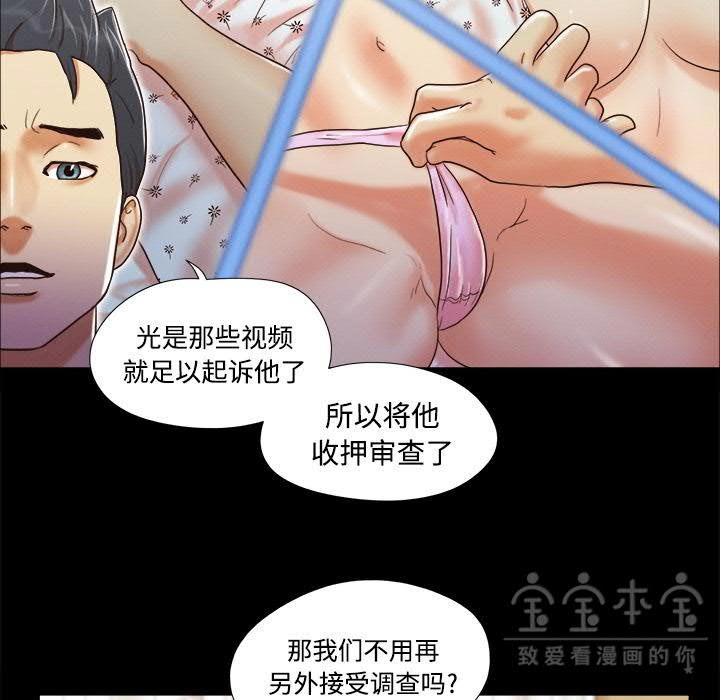 光是那些视频
就足以起诉他了
所以将他
收押审查了
宝宝本宝
致爱看漫画的你
那我们不用再
另外接受调查吗?